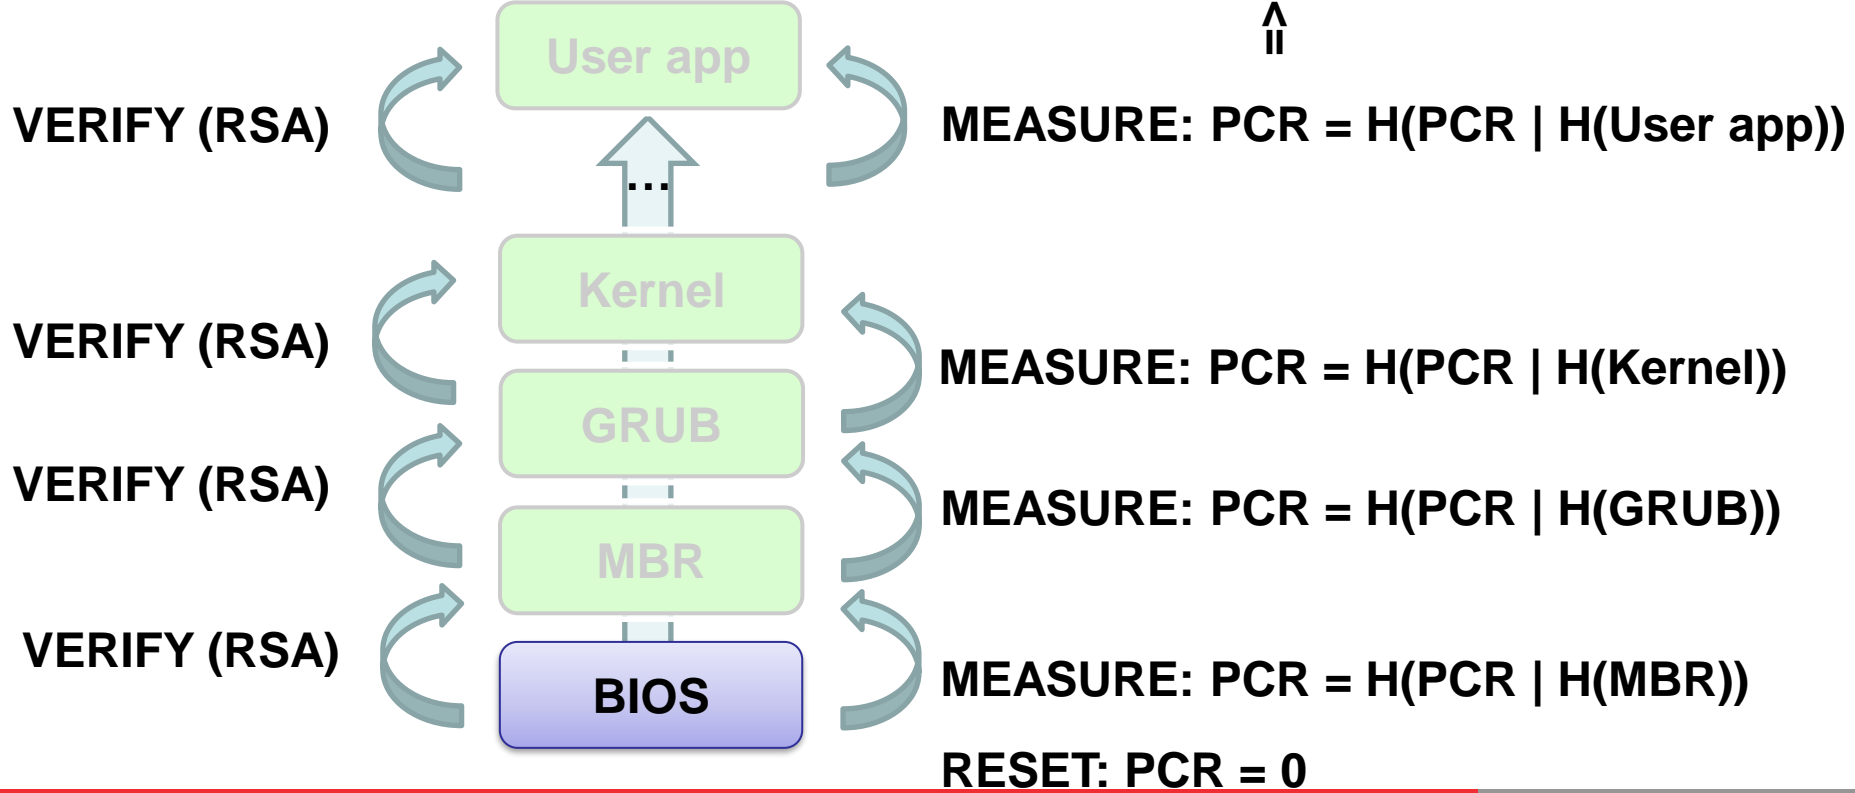 User app
VERIFY (RSA)
MEASURE: PCR = H(PCR | H(User app))
...
Kernel
VERIFY (RSA)
MEASURE: PCR = H(PCR | H(Kernel))
GRUB
VERIFY (RSA)
MEASURE: PCR = H(PCR | H(GRUB))
MBR
VERIFY (RSA)
MEASURE: PCR = H(PCR | H(MBR))
BIOS
RESET: PCR = 0